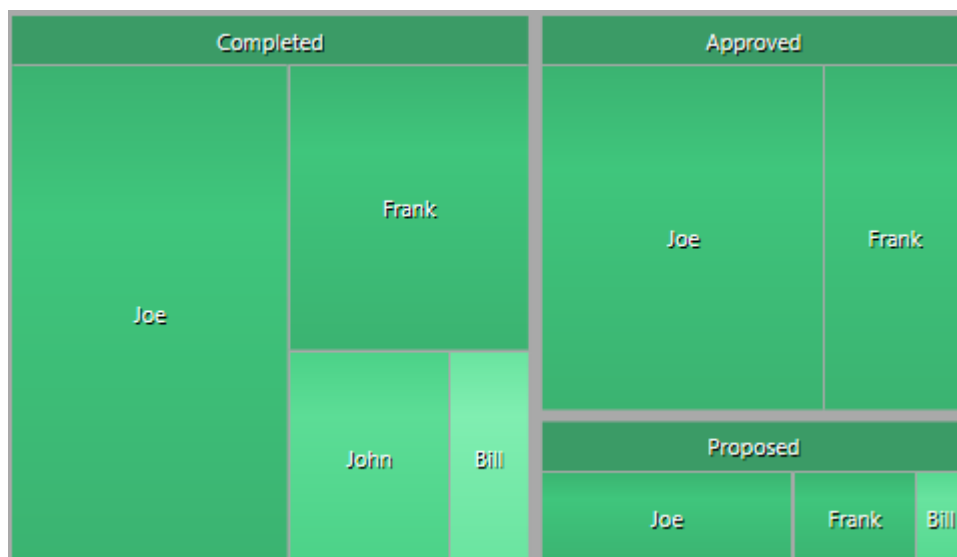 Completed
Joe
Frank
John
Bill
Approved
Joe
Frank
Proposed
Joe
Frank
Bill